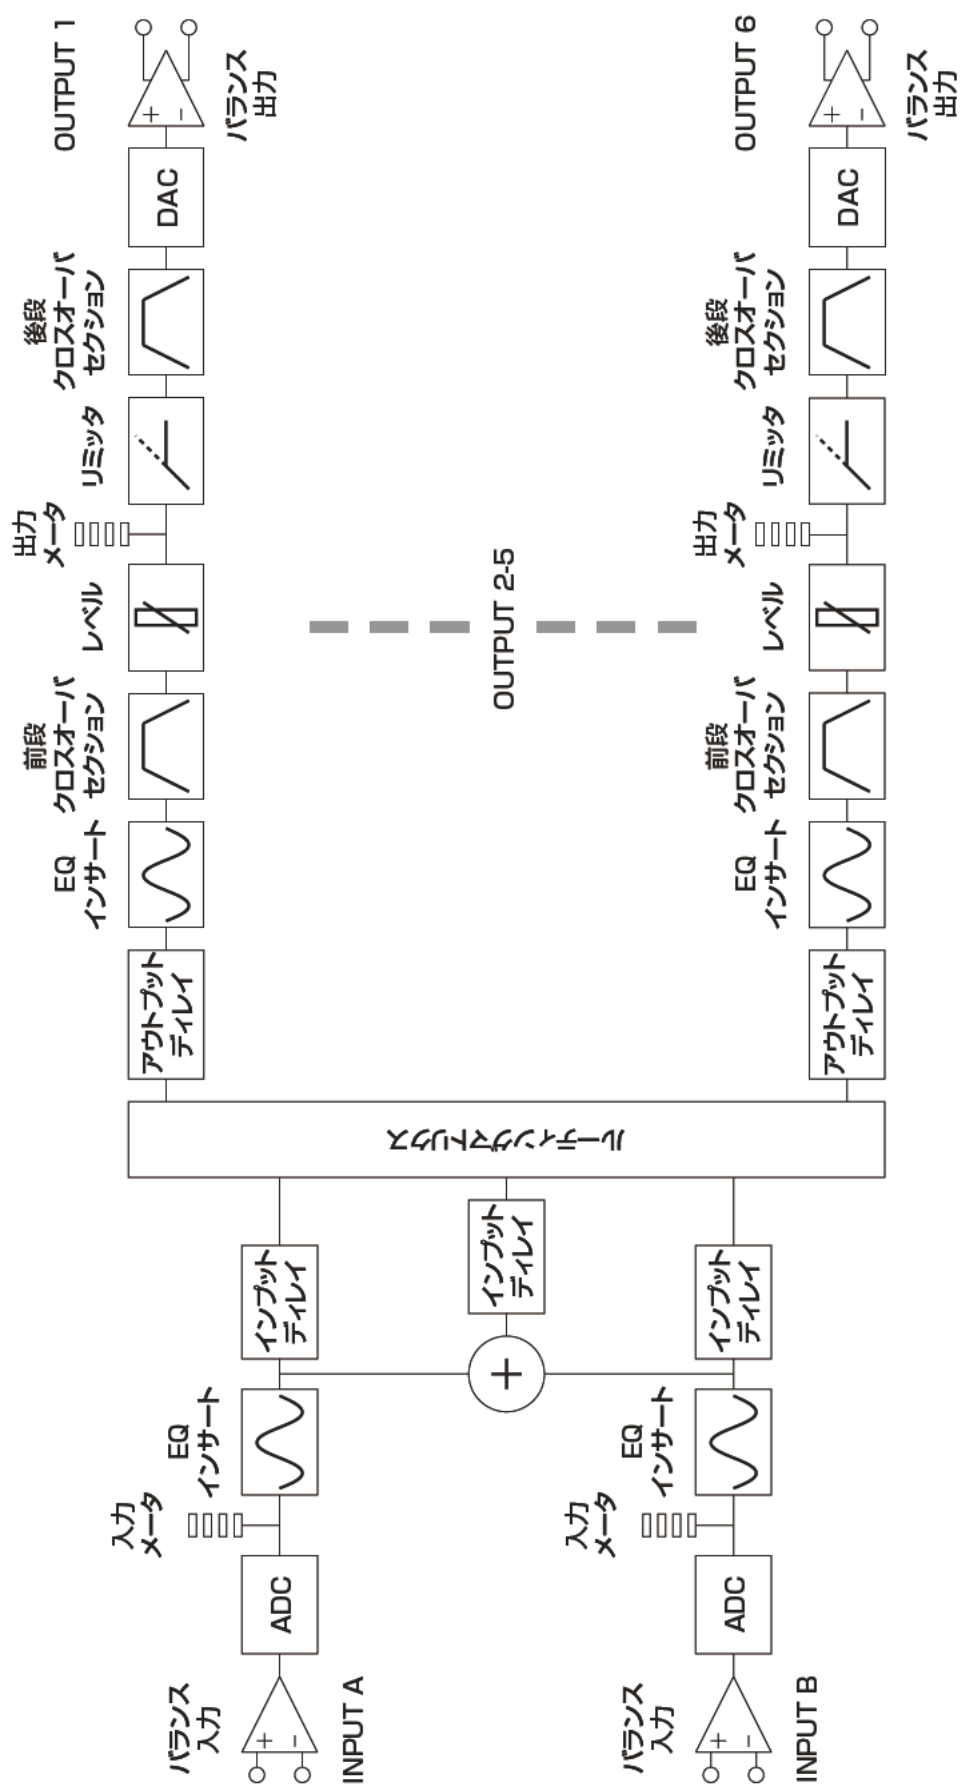 バランス
入力
+
−
INPUT A
ADC
入力
メータ
EQ
インサート
インプット
ディレイ
+
インプット
ディレイ
バランス
入力
+
−
INPUT B
ADC
入力
メータ
EQ
インサート
インプット
ディレイ
ルーティングマトリクス
アウトプット
ディレイ
EQ
インサート
前段
クロスオーバ
セクション
レベル
出力
メータ
リミッタ
後段
クロスオーバ
セクション
DAC
OUTPUT 1
+
−
バランス
出力
OUTPUT 2-5
アウトプット
ディレイ
EQ
インサート
前段
クロスオーバ
セクション
レベル
出力
メータ
リミッタ
後段
クロスオーバ
セクション
DAC
OUTPUT 6
+
−
バランス
出力